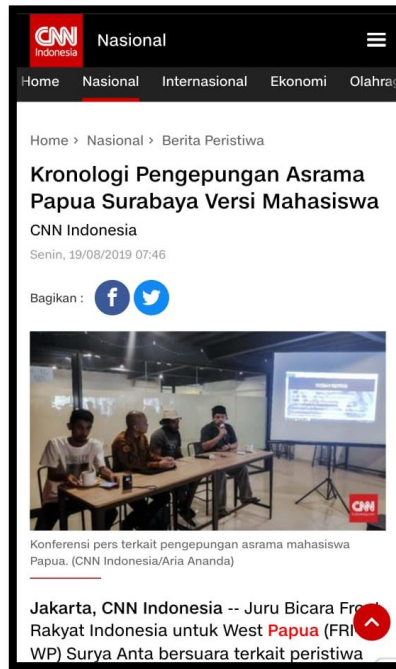 CNN
Indonesia
Nasional
Home Nasional Internasional Ekonomi Olahrag
Home › Nasional › Berita Peristiwa
Kronologi Pengepungan Asrama
Papua Surabaya Versi Mahasiswa
CNN Indonesia
Senin, 19/08/2019 07:46
Bagikan :
CNN
Konferensi pers terkait pengepungan asrama mahasiswa
Papua. (CNN Indonesia/Aria Ananda)
Jakarta, CNN Indonesia -- Juru Bicara Front
Rakyat Indonesia untuk West Papua (FRI-
WP) Surya Anta bersuara terkait peristiwa